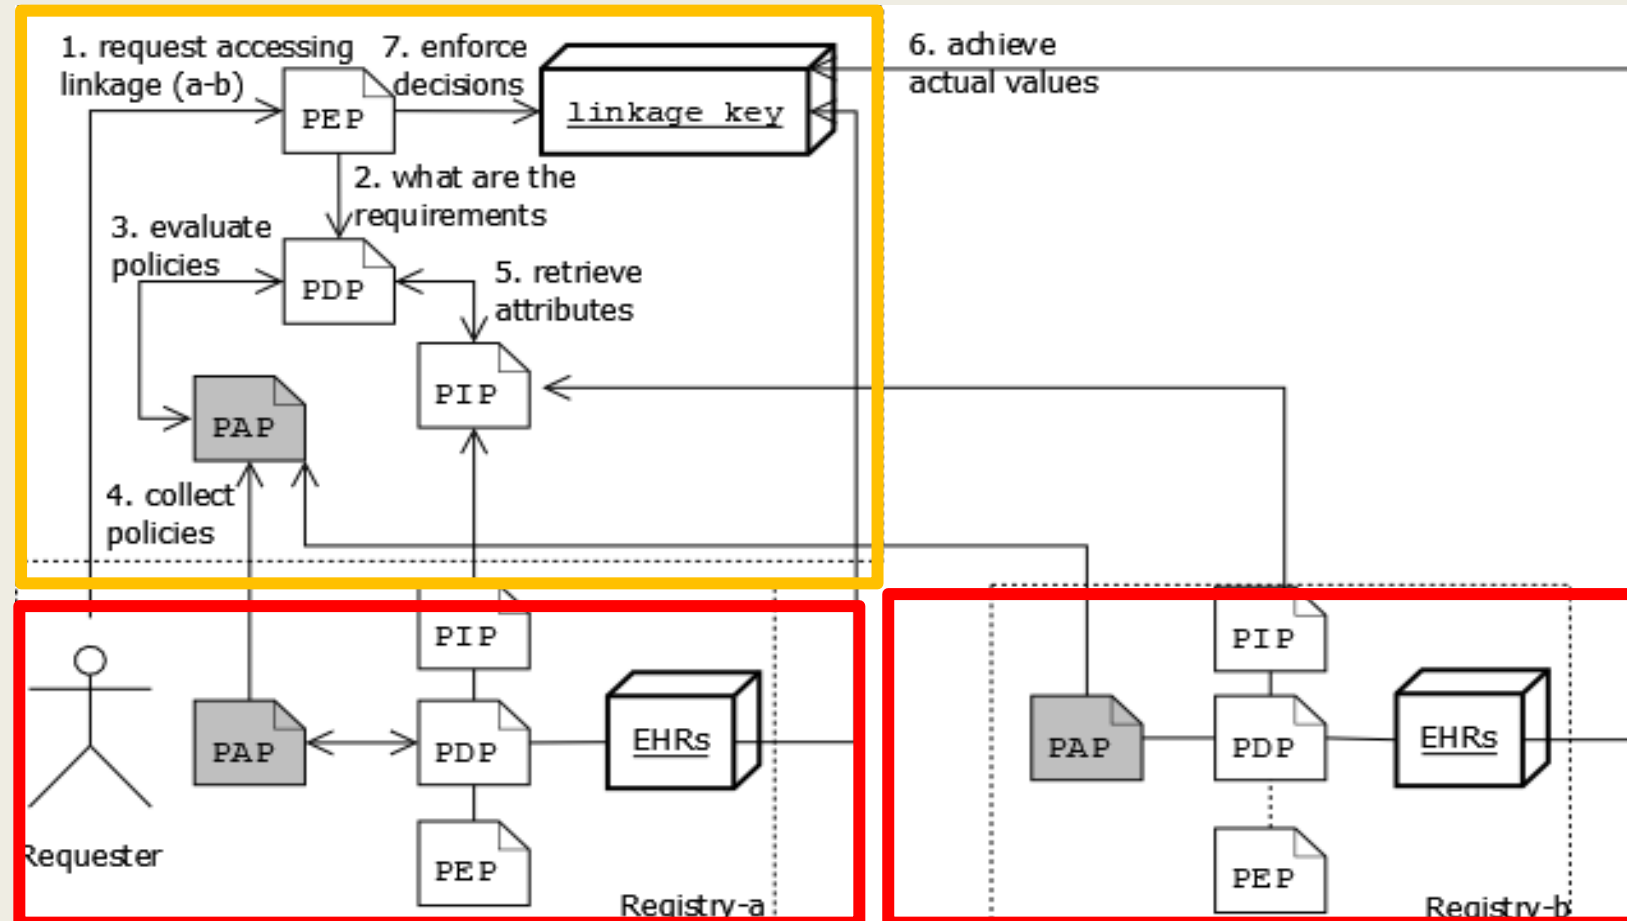 1. request accessing
linkage (a-b)
7. enforce
decisions
6. achieve
actual values
PEP
linkage key
2. what are the
requirements
3. evaluate
policies
PDP
5. retrieve
attributes
PIP
PAP
4. collect
policies
PIP
PIP
PAP
PDP
EHRs
PAP
PDP
EHRs
Requester
PEP
PEP
Registry-a
Registry-b